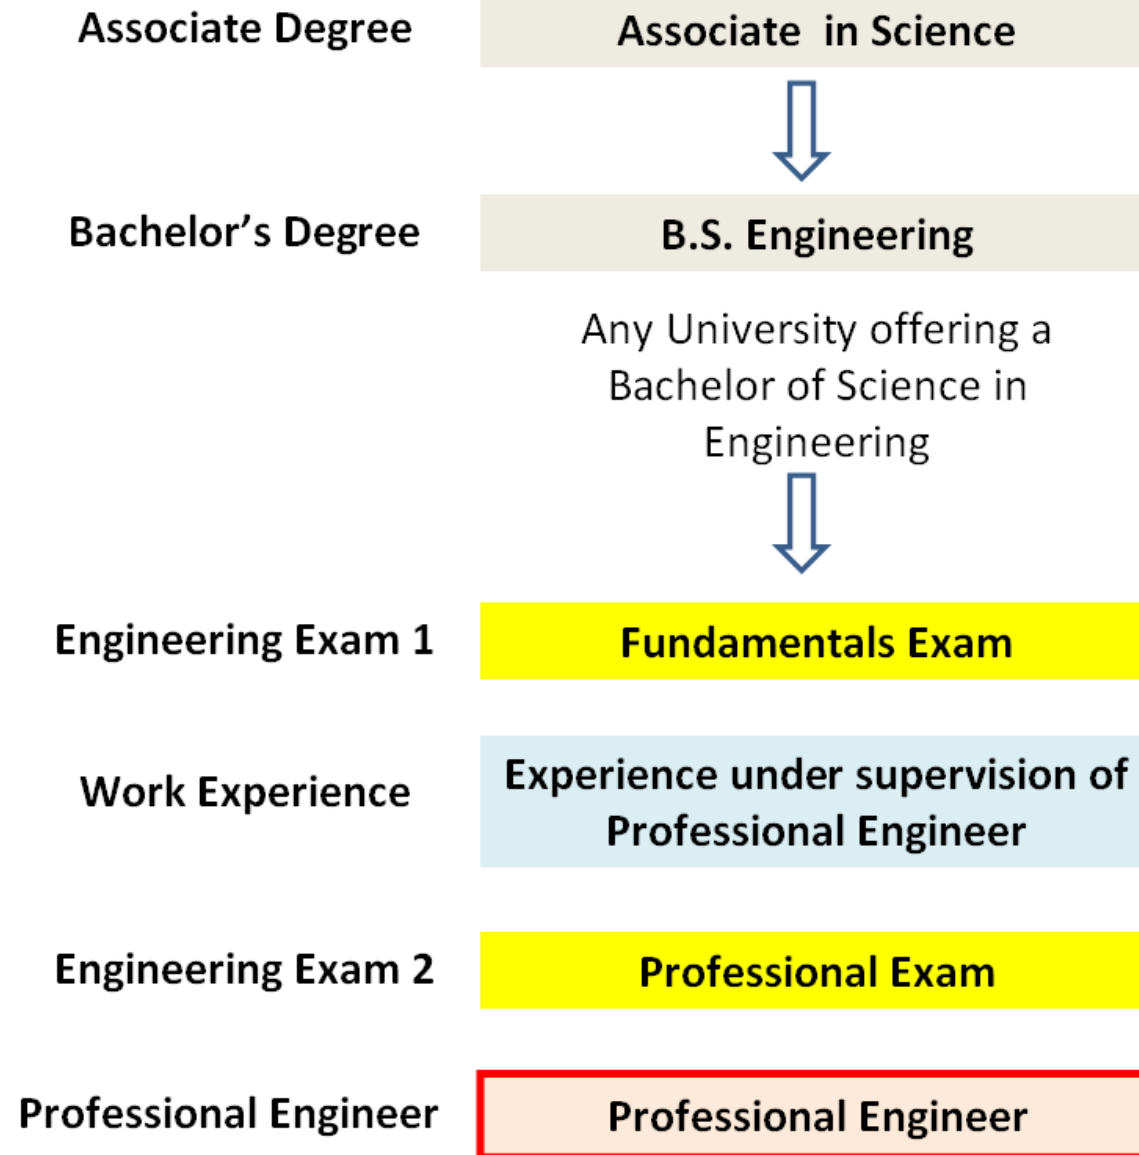 Associate Degree
Associate in Science
Bachelor’s Degree
B.S. Engineering
Any University offering a
Bachelor of Science in
Engineering
Engineering Exam 1
Fundamentals Exam
Work Experience
Experience under supervision of
Professional Engineer
Engineering Exam 2
Professional Exam
Professional Engineer
Professional Engineer